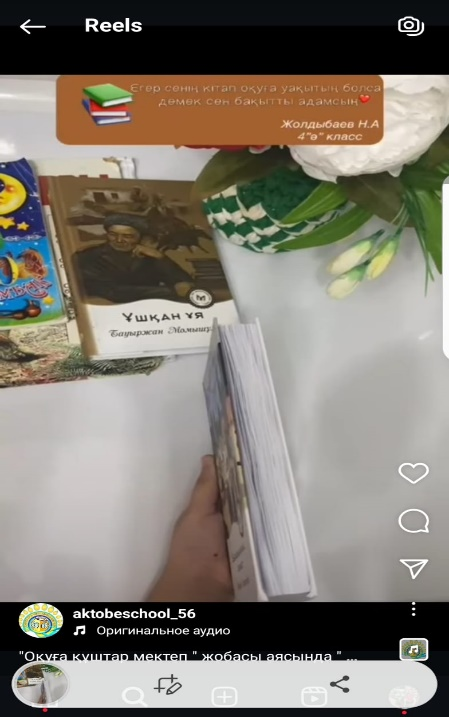 Reels
Егер сенің кітап оқуға уақытың болса
демек сен бақытты адамсың❤
Жолдыбаев Н.А
4"ә" класс
ҰШҚАН ҰЯ
Бауыржан
aktobeschool_56
Оригинальное аудио
"Оқуға құштар мектеп " жобасы аясында " ...